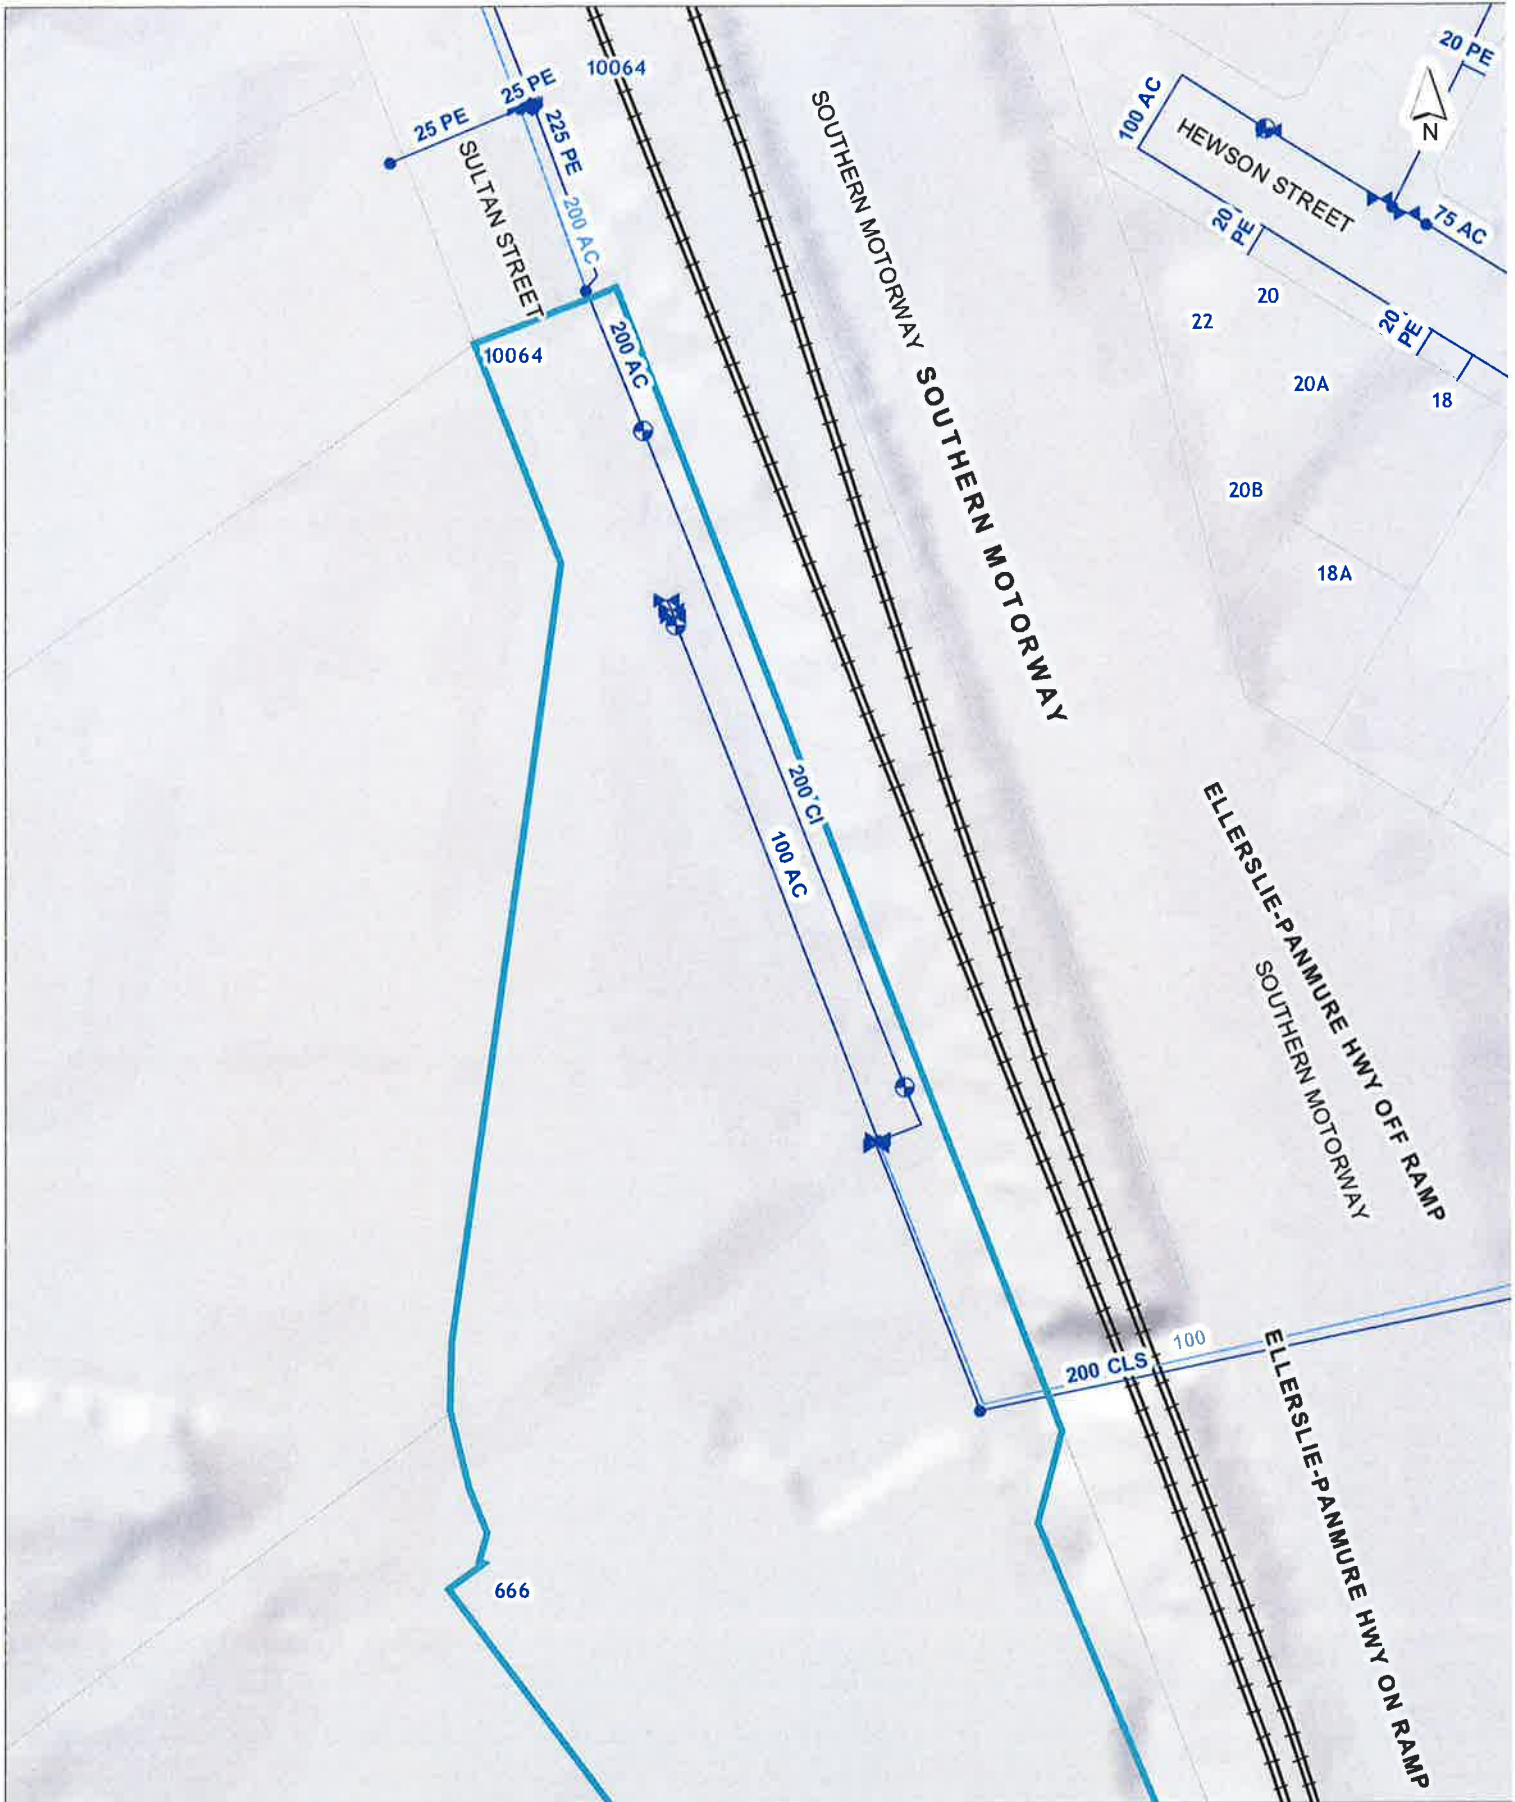 10064
20 PE
25 PE
100 AC
N
25 PE
225 PE
SOUTHERN MOTORWAY
HEWSON STREET
SULTAN STREET
200 AC
20 PE
75 AC
20
22
20 PE
200 AC
10064
20A
18
SOUTHERN MOTORWAY
20B
18A
200 CI
100 AC
ELLERSLIE-PANMURE HWY OFF RAMP
SOUTHERN MOTORWAY
100
200 CLS
ELLERSLIE-PANMURE HWY ON RAMP
666